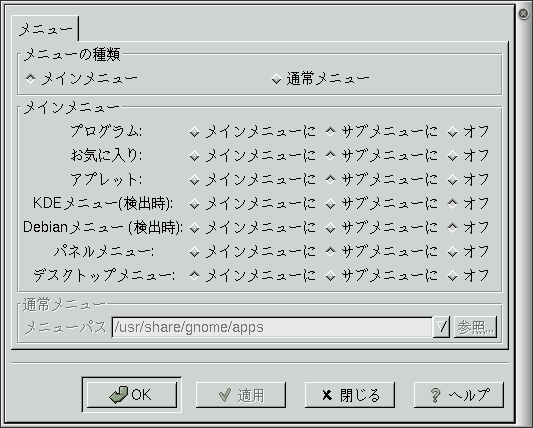 メニュー
メニューの種類
メインメニュー 通常メニュー
メインメニュー
プログラム: メインメニューに サブメニューに オフ
お気に入り: メインメニューに サブメニューに オフ
アプレット: メインメニューに サブメニューに オフ
KDEメニュー(検出時): メインメニューに サブメニューに オフ
Debianメニュー (検出時): メインメニューに サブメニューに オフ
パネルメニュー: メインメニューに サブメニューに オフ
デスクトップメニュー: メインメニューに サブメニューに オフ
通常メニュー
メニューパス /usr/share/gnome/apps 参照...
OK 適用 閉じる ヘルプ